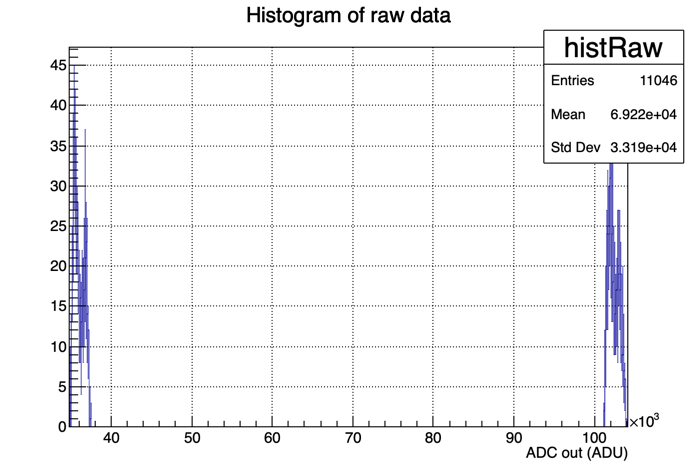 Histogram of raw data
histRaw
Entries 11046
Mean 6.922e+04
Std Dev 3.319e+04
45
40
35
30
25
20
15
10
5
0
40 50 60 70 80 90 100
×10³
ADC out (ADU)